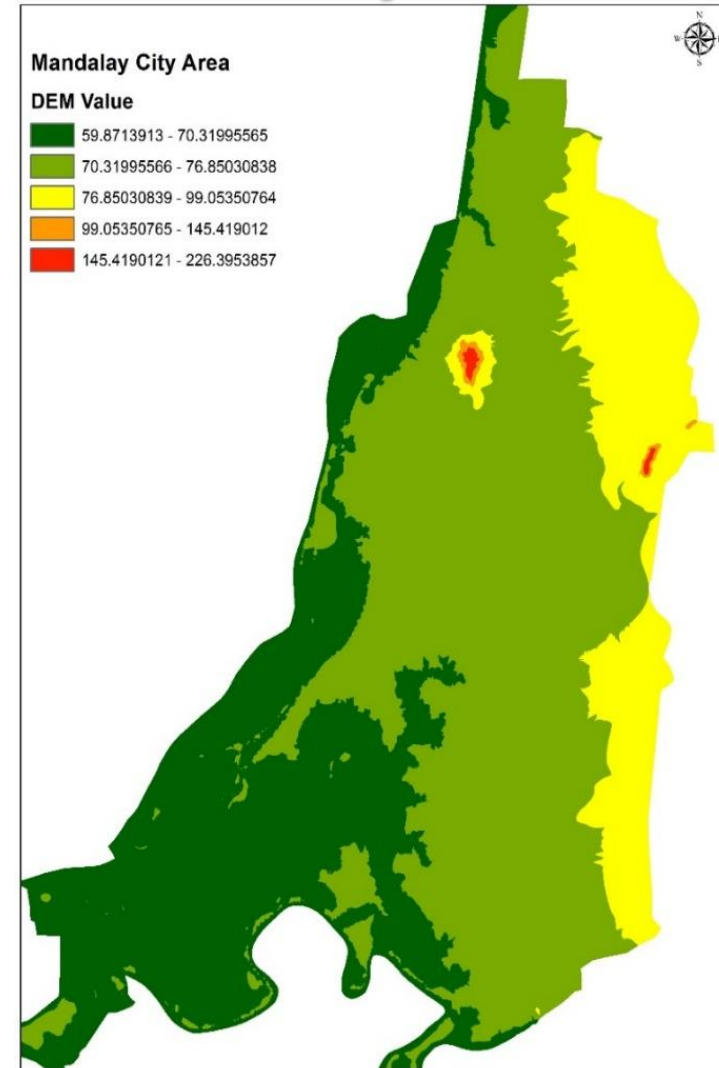 Mandalay City Area
DEM Value
59.8713913 - 70.31995565
70.31995566 - 76.85030838
76.85030839 - 99.05350764
99.05350765 - 145.419012
145.4190121 - 226.3953857
N
W
S